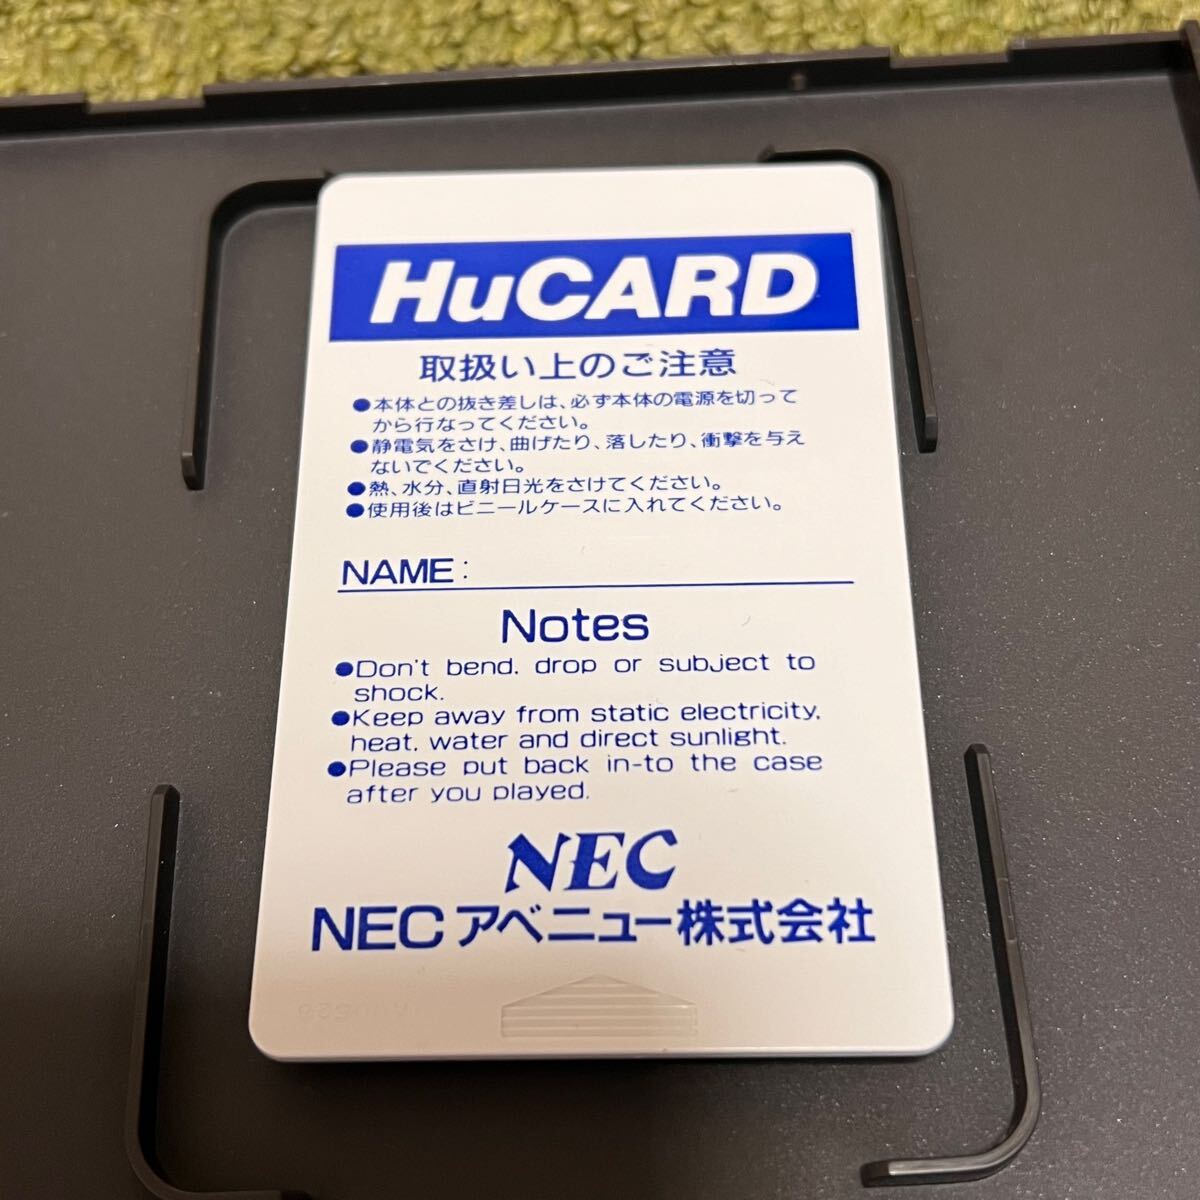 HuCARD
取扱い上のご注意
●本体との抜き差しは、必ず本体の電源を切って
から行なってください。
●静電気をさけ、曲げたり、落したり、衝撃を与え
ないでください。
●熱、水分、直射日光をさけてください。
●使用後はビニールケースに入れてください。
NAME:
Notes
●Don't bend, drop or subject to
shock.
●Keep away from static electricity,
heat, water and direct sunlight.
●Please put back in-to the case
after you played.
NEC
NECアベニュー株式会社